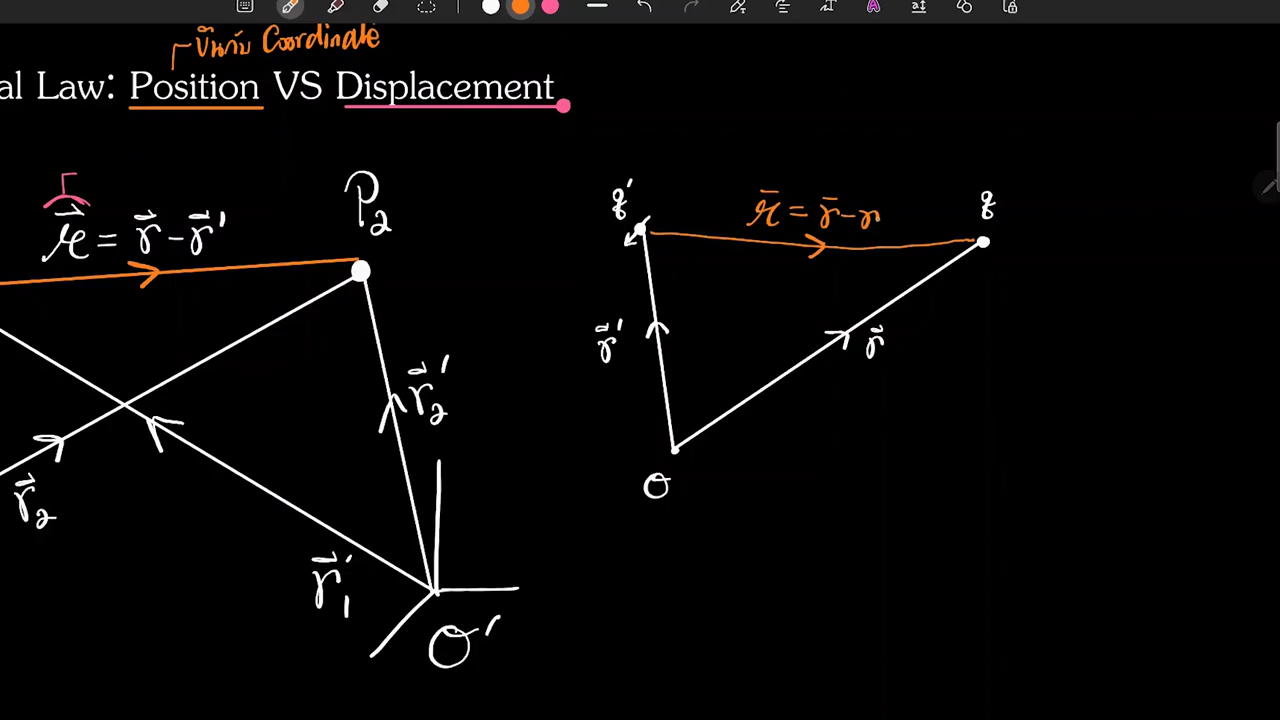 ขึ้นกับ Coordinate
al Law: Position VS Displacement
r
𝓇⃗ = r⃗ - r⃗'
P₂
r⃗₂'
r⃗₂
r⃗₁'
O'
q'
q
𝓇̄ = r̄ - r
r⃗'
r⃗
O